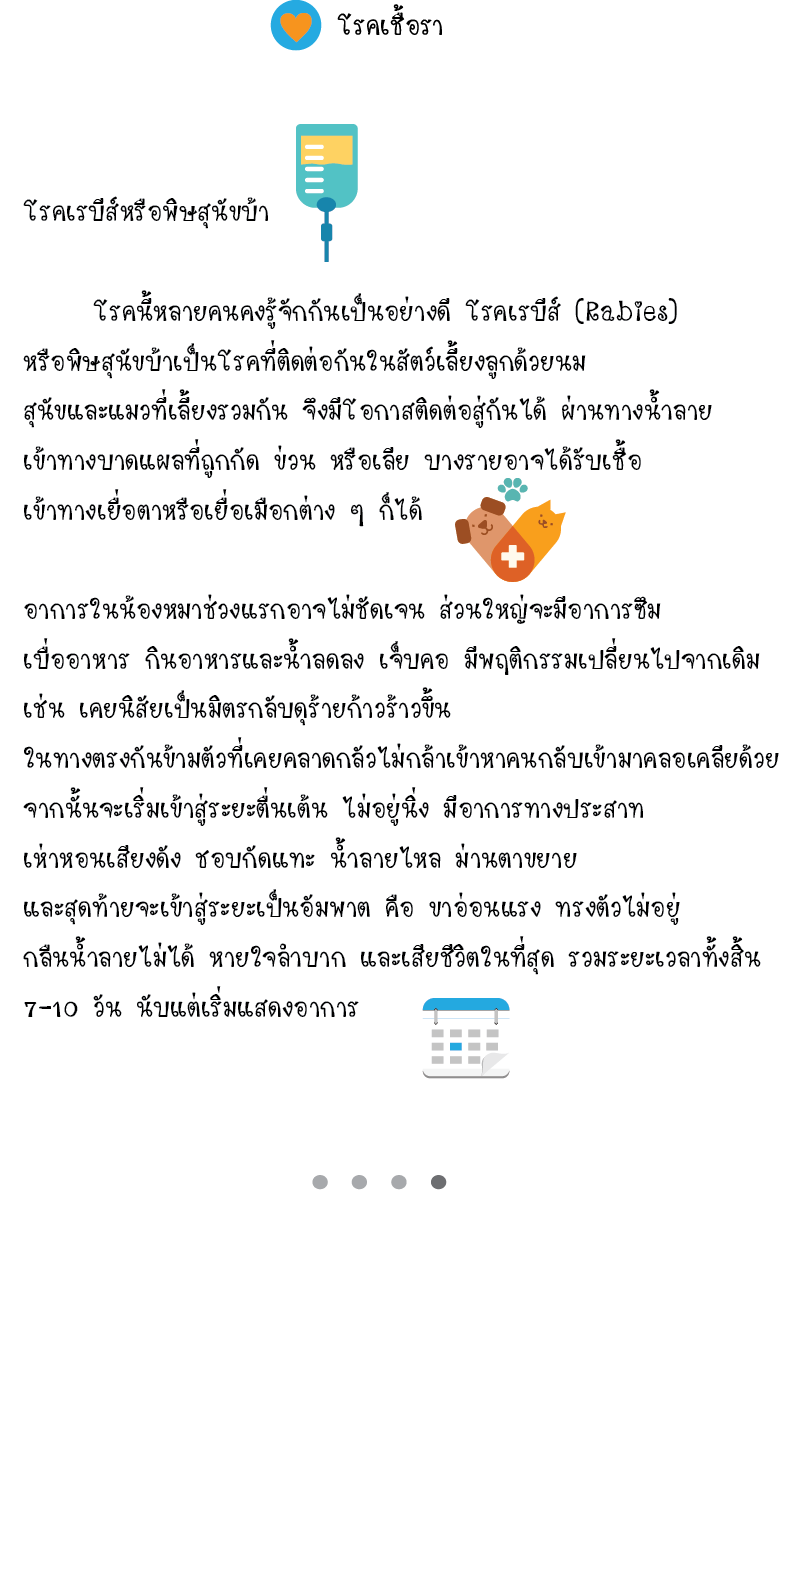 โรคเชื้อรา
โรคเรบีส์หรือพิษสุนัขบ้า
โรคนี้หลายคนคงรู้จักกันเป็นอย่างดี โรคเรบีส์ (Rabies)
หรือพิษสุนัขบ้าเป็นโรคที่ติดต่อกันในสัตว์เลี้ยงลูกด้วยนม
สุนัขและแมวที่เลี้ยงรวมกัน จึงมีโอกาสติดต่อสู่กันได้ ผ่านทางน้ำลาย
เข้าทางบาดแผลที่ถูกกัด ข่วน หรือเลีย บางรายอาจได้รับเชื้อ
เข้าทางเยื่อตาหรือเยื่อเมือกต่าง ๆ ก็ได้
อาการในน้องหมาช่วงแรกอาจไม่ชัดเจน ส่วนใหญ่จะมีอาการซึม
เบื่ออาหาร กินอาหารและน้ำลดลง เจ็บคอ มีพฤติกรรมเปลี่ยนไปจากเดิม
เช่น เคยนิสัยเป็นมิตรกลับดุร้ายก้าวร้าวขึ้น
ในทางตรงกันข้ามตัวที่เคยคลาดกลัวไม่กล้าเข้าหาคนกลับเข้ามาคลอเคลียด้วย
จากนั้นจะเริ่มเข้าสู่ระยะตื่นเต้น ไม่อยู่นิ่ง มีอาการทางประสาท
เห่าหอนเสียงดัง ชอบกัดแทะ น้ำลายไหล ม่านตาขยาย
และสุดท้ายจะเข้าสู่ระยะเป็นอัมพาต คือ ขาอ่อนแรง ทรงตัวไม่อยู่
กลืนน้ำลายไม่ได้ หายใจลำบาก และเสียชีวิตในที่สุด รวมระยะเวลาทั้งสิ้น
7-10 วัน นับแต่เริ่มแสดงอาการ